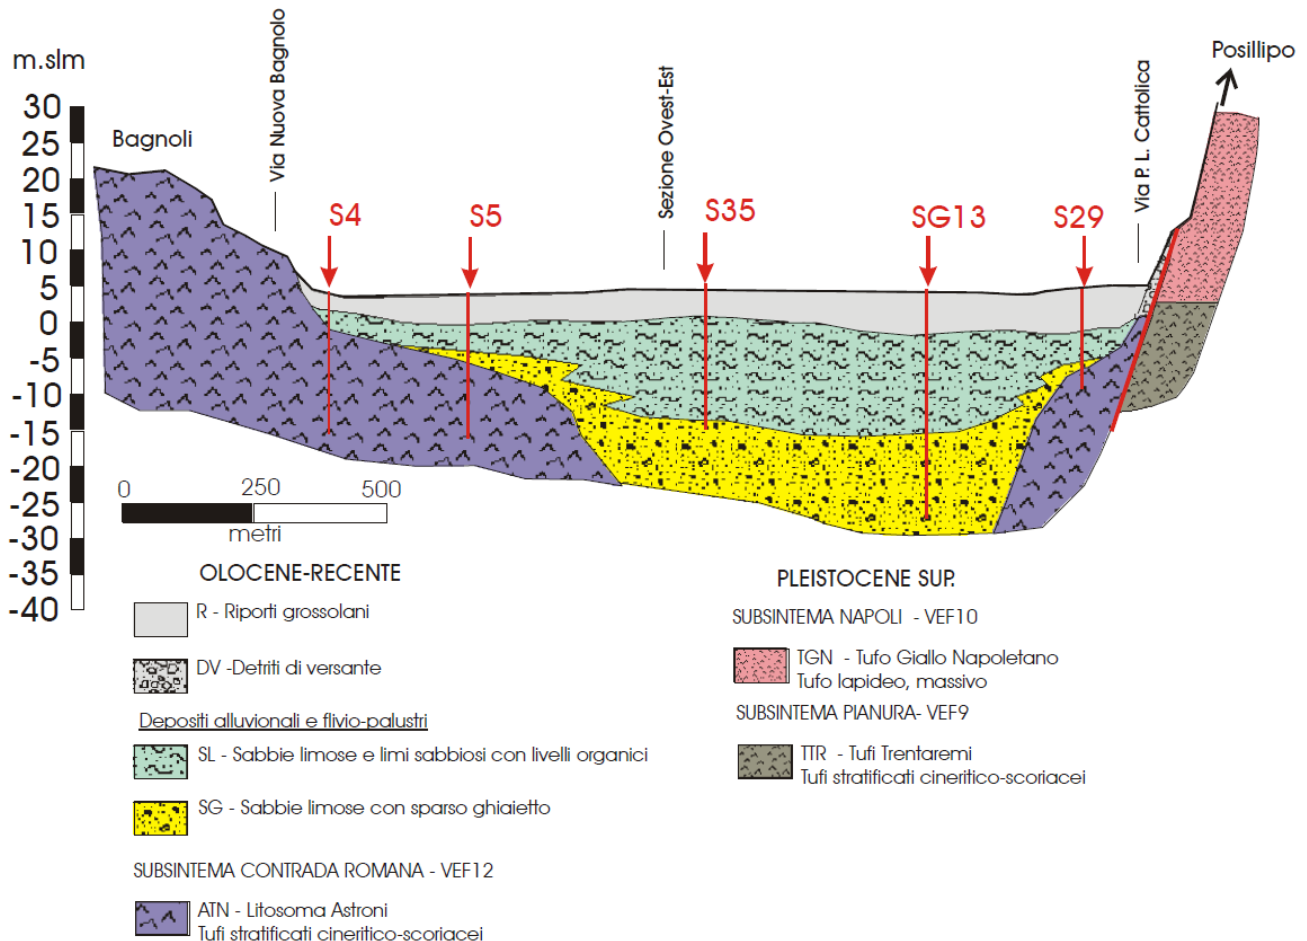 m.slm
30
25
20
15
10
5
0
-5
-10
-15
-20
-25
-30
-35
-40
Bagnoli
Via Nuova Bagnolo
S4
S5
Sezione Ovest-Est
S35
SG13
S29
Via P. L. Cattolica
Posillipo
0 250 500
metri
OLOCENE-RECENTE
R - Riporti grossolani
DV -Detriti di versante
Depositi alluvionali e flivio-palustri
SL - Sabbie limose e limi sabbiosi con livelli organici
SG - Sabbie limose con sparso ghiaietto
SUBSINTEMA CONTRADA ROMANA - VEF12
ATN - Litosoma Astroni
Tufi stratificati cineritico-scoriacei
PLEISTOCENE SUP.
SUBSINTEMA NAPOLI - VEF10
TGN - Tufo Giallo Napoletano
Tufo lapideo, massivo
SUBSINTEMA PIANURA- VEF9
TTR - Tufi Trentaremi
Tufi stratificati cineritico-scoriacei